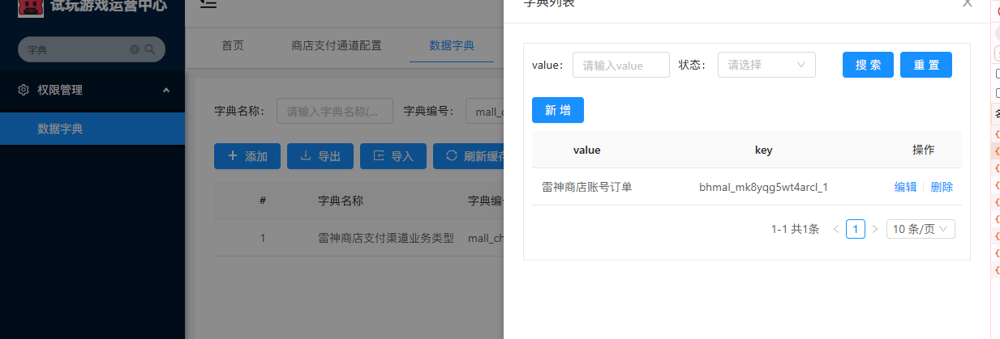 试玩游戏运营中心
字典
权限管理
数据字典
首页
商店支付通道配置
数据字典
字典名称：
请输入字典名称(...
字典编号：
mall_c
添加
导出
导入
刷新缓存
#
字典名称
字典编
1
雷神商店支付渠道业务类型
mall_ch
字典列表
value：
请输入value
状态：
请选择
搜 索
重 置
新 增
value
key
操作
雷神商店账号订单
bhmal_mk8yqg5wt4arcl_1
编辑
删除
1-1 共1条
1
10 条/页